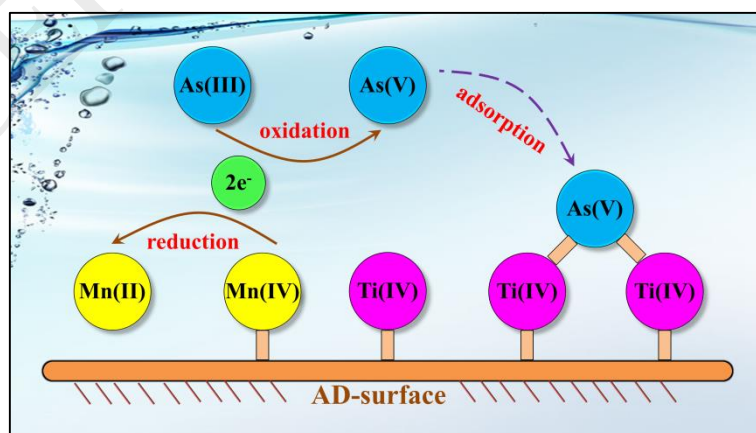 As(III)
As(V)
oxidation
adsorption
2e-
As(V)
reduction
Mn(II)
Mn(IV)
Ti(IV)
Ti(IV)
Ti(IV)
AD-surface